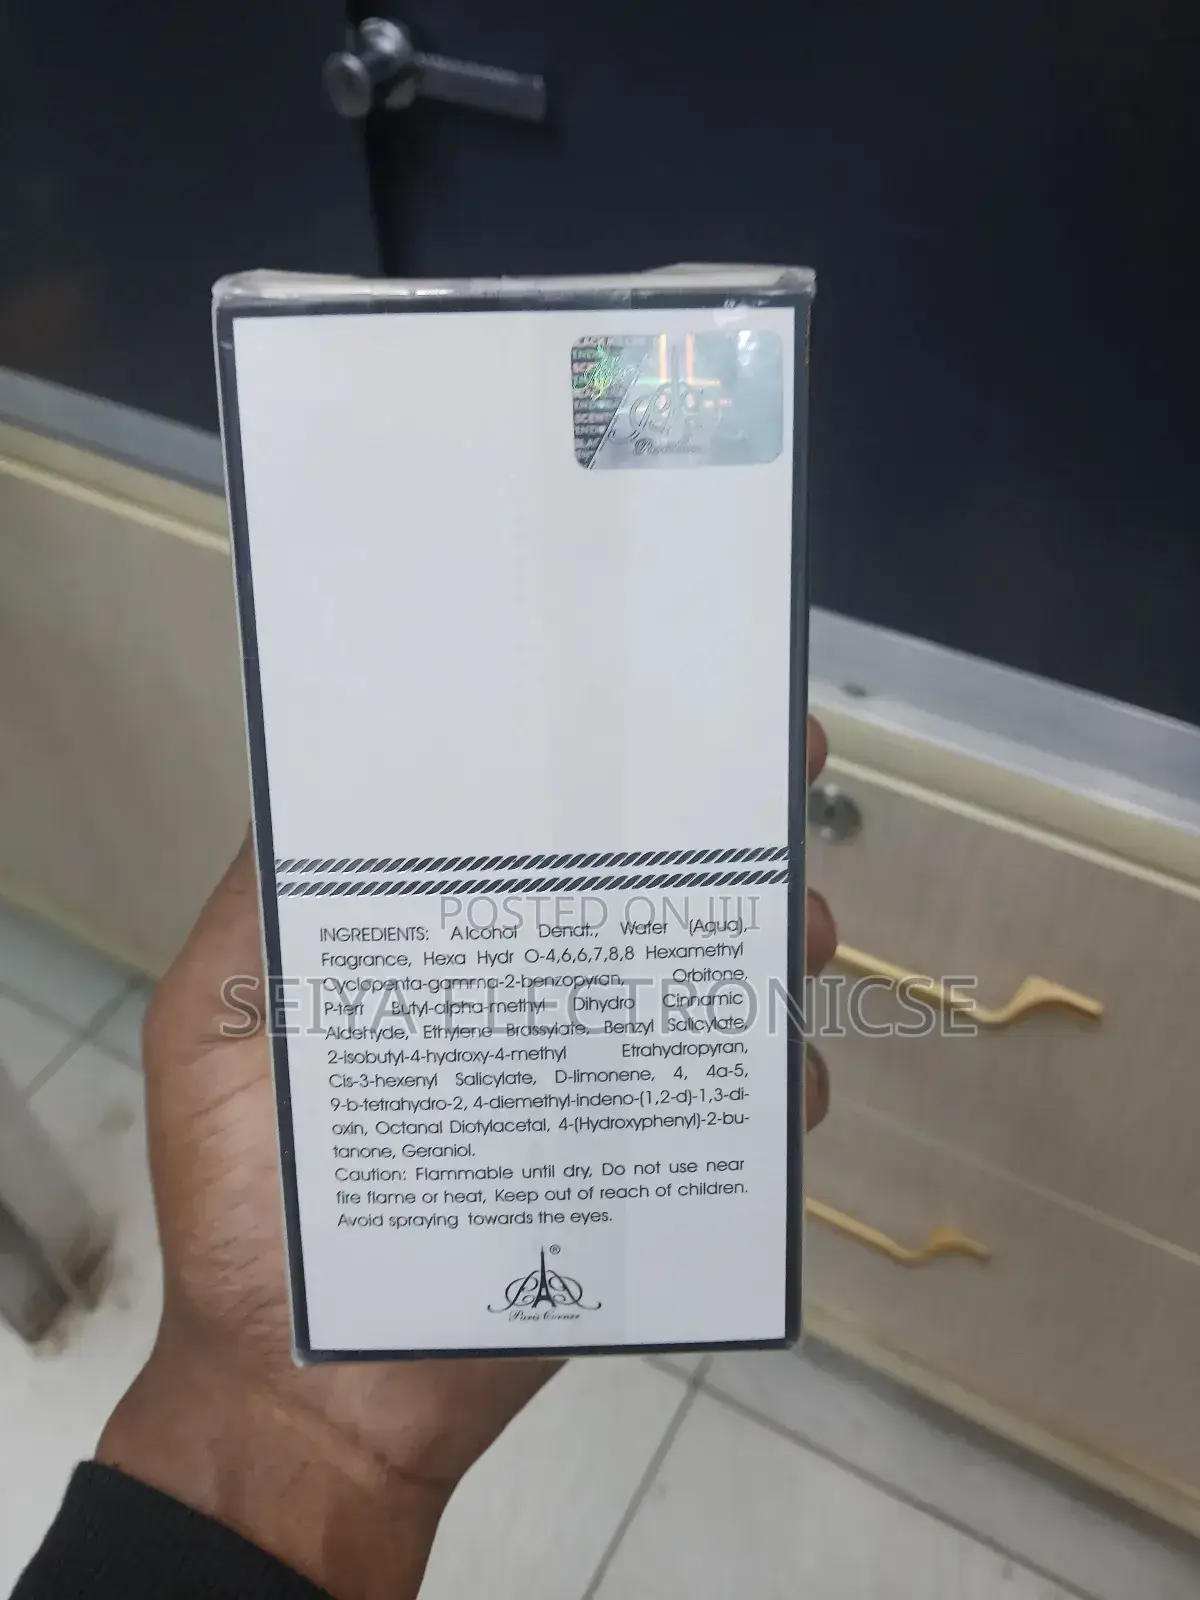 POSTED ON JIJI
INGREDIENTS: Alcohol Denat., Water (Aqua),
Fragrance, Hexa Hydr O-4,6,6,7,8,8 Hexamethyl
Cyclopenta-gamma-2-benzopyran, Orbitone,
SEIYA ELECTRONICSE
P-tert Butyl-alpha-methyl Dihydro Cinnamic
Aldehyde, Ethylene Brassylate, Benzyl Salicylate,
2-isobutyl-4-hydroxy-4-methyl Etrahydropyran,
Cis-3-hexenyl Salicylate, D-limonene, 4, 4a-5,
9-b-tetrahydro-2, 4-diemethyl-indeno-(1,2-d)-1,3-di-
oxin, Octanal Diotylacetal, 4-(Hydroxyphenyl)-2-bu-
tanone, Geraniol.
Caution: Flammable until dry, Do not use near
fire flame or heat, Keep out of reach of children.
Avoid spraying towards the eyes.
®
Paris Corner